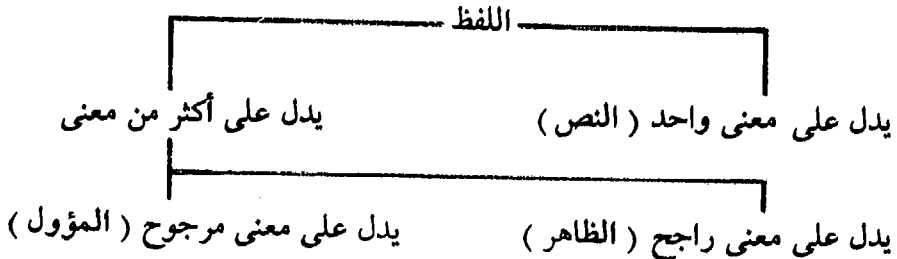 اللفظ
يدل على معنى واحد ( النص ) يدل على أكثر من معنى
يدل على معنى راجح ( الظاهر ) يدل على معنى مرجوح ( المؤول )